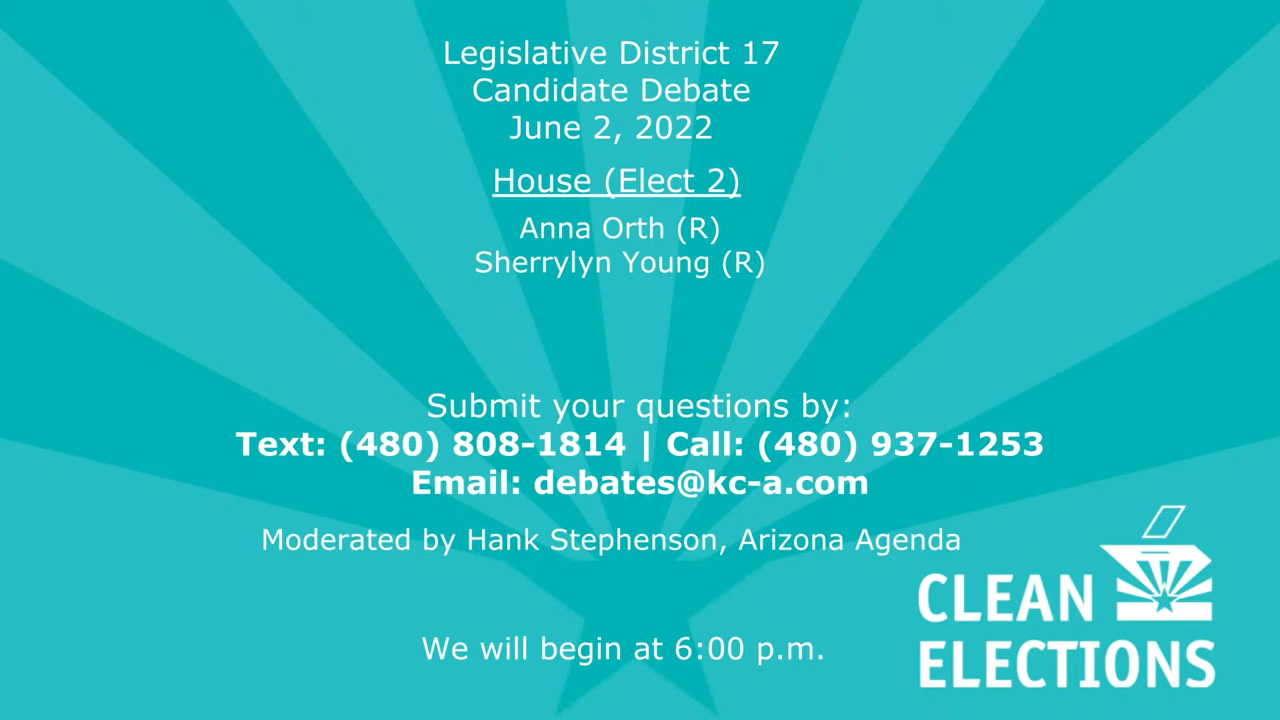 Legislative District 17
Candidate Debate
June 2, 2022
House (Elect 2)
Anna Orth (R)
Sherrylyn Young (R)
Submit your questions by:
Text: (480) 808-1814 | Call: (480) 937-1253
Email: debates@kc-a.com
Moderated by Hank Stephenson, Arizona Agenda
CLEAN
ELECTIONS
We will begin at 6:00 p.m.